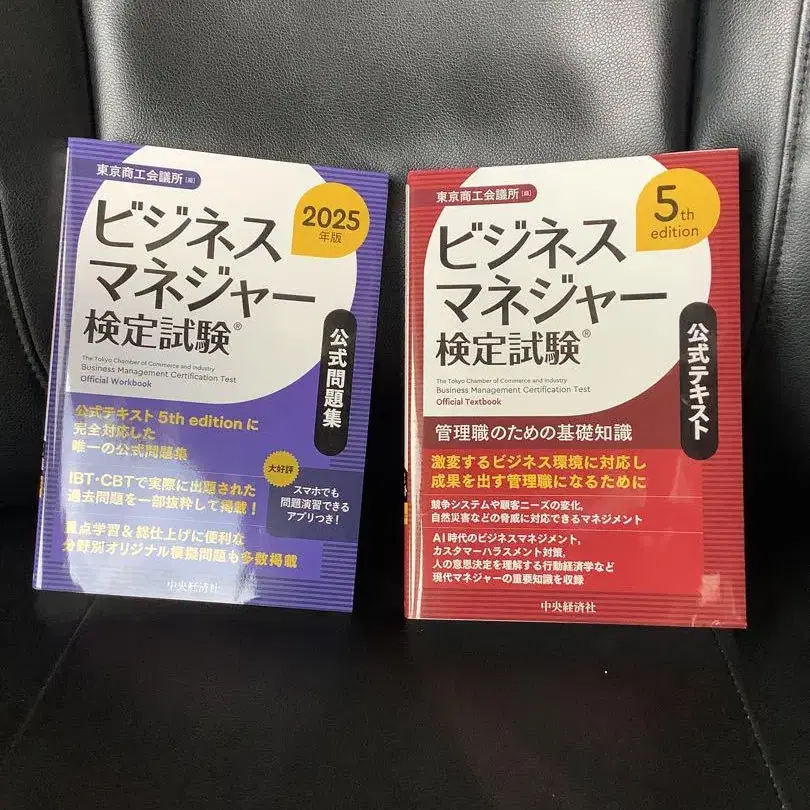 東京商工会議所[編]
2025
年版
ビジネス
マネジャー
検定試験®
The Tokyo Chamber of Commerce and Industry
Business Management Certification Test
Official Workbook
公式問題集
公式テキスト 5th edition に
完全対応した
唯一の公式問題集
IBT・CBTで実際に出題された
過去問題を一部抜粋して掲載！
大好評
スマホでも
問題演習できる
アプリつき！
重点学習&総仕上げに便利な
分野別オリジナル模擬問題も多数掲載
中央経済社
東京商工会議所[編]
5th
edition
ビジネス
マネジャー
検定試験®
The Tokyo Chamber of Commerce and Industry
Business Management Certification Test
Official Textbook
公式テキスト
管理職のための基礎知識
激変するビジネス環境に対応し
成果を出す管理職になるために
競争システムや顧客ニーズの変化,
自然災害などの脅威に対応できるマネジメント
AI時代のビジネスマネジメント,
カスタマーハラスメント対策,
人の意思決定を理解する行動経済学など
現代マネジャーの重要知識を収録
中央経済社